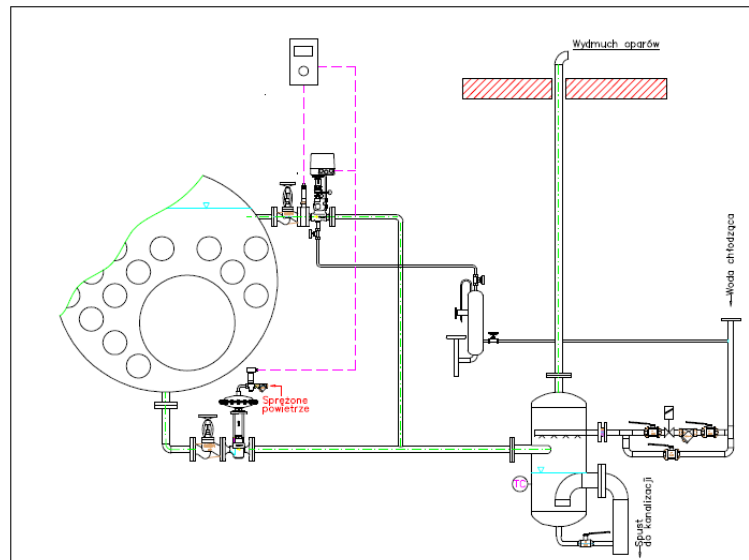 Wydmuch oparów
Woda chłodząca
Sprężone
powietrze
TC
Spust
do kanalizacji